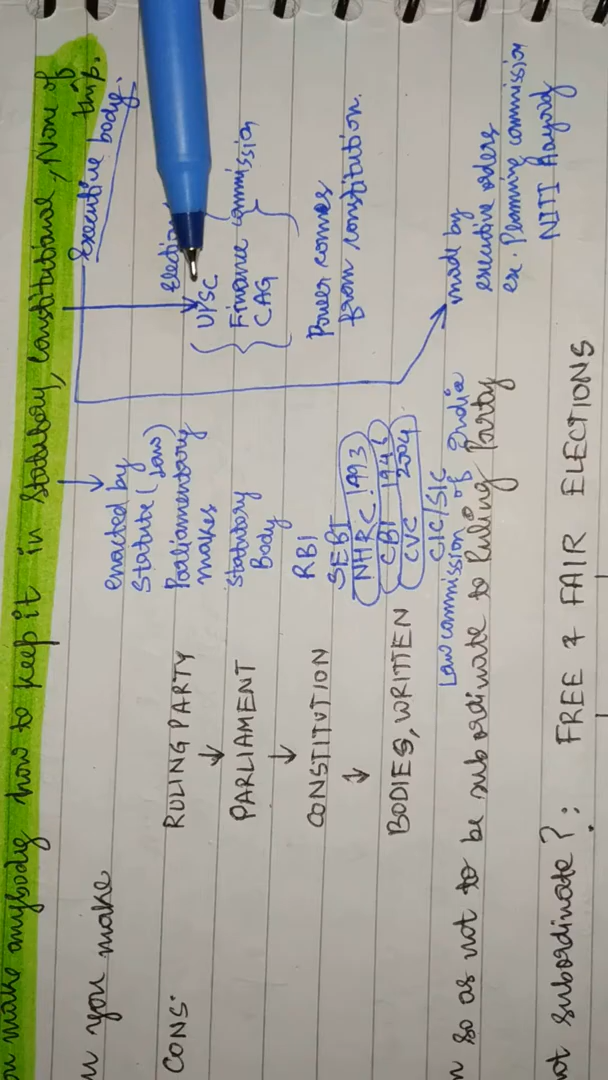 make anybody how to keep it in Statutory, Constitutional, None of this.
Executive body.
you make
enacted by
Statute (Law)
Parliamentary
makes
Statutory
Body
RBI
SEBI
NHRC 1993
CBI 1946
CVC 2004
CIC/SIC
Law commission of India
Election
UPSC
Finance commission
CAG
Power comes
from constitution.
made by
executive orders
ex. Planning commission
NITI Aayog
CONS:
RULING PARTY
↓
PARLIAMENT
↓
CONSTITUTION
↓
BODIES, WRITTEN
so as not to be subordinate to Ruling Party
subordinate?: FREE & FAIR ELECTIONS